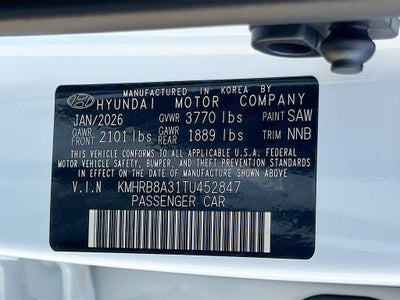 MANUFACTURED IN KOREA BY
HYUNDAI MOTOR COMPANY
JAN/2026 GVWR 3770 lbs PAINT SAW
GAWR FRONT 2101 lbs GAWR REAR 1889 lbs TRIM NNB
THIS VEHICLE CONFORMS TO ALL APPLICABLE U.S.A. FEDERAL
MOTOR VEHICLE SAFETY, BUMPER, AND THEFT PREVENTION STANDARDS
IN EFFECT ON THE DATE OF MANUFACTURE SHOWN ABOVE.
V.I.N KMHRB8A31TU452847
PASSENGER CAR